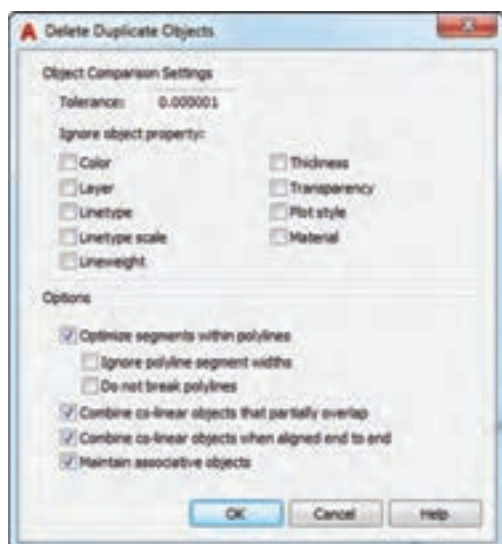 Delete Duplicate Objects
Object Comparison Settings
Tolerance: 0.000001
Ignore object property:
Color
Layer
Linetype
Linetype scale
Lineweight
Thickness
Transparency
Plot style
Material
Options
Optimize segments within polylines
Ignore polyline segment widths
Do not break polylines
Combine co-linear objects that partially overlap
Combine co-linear objects when aligned end to end
Maintain associative objects
OK Cancel Help